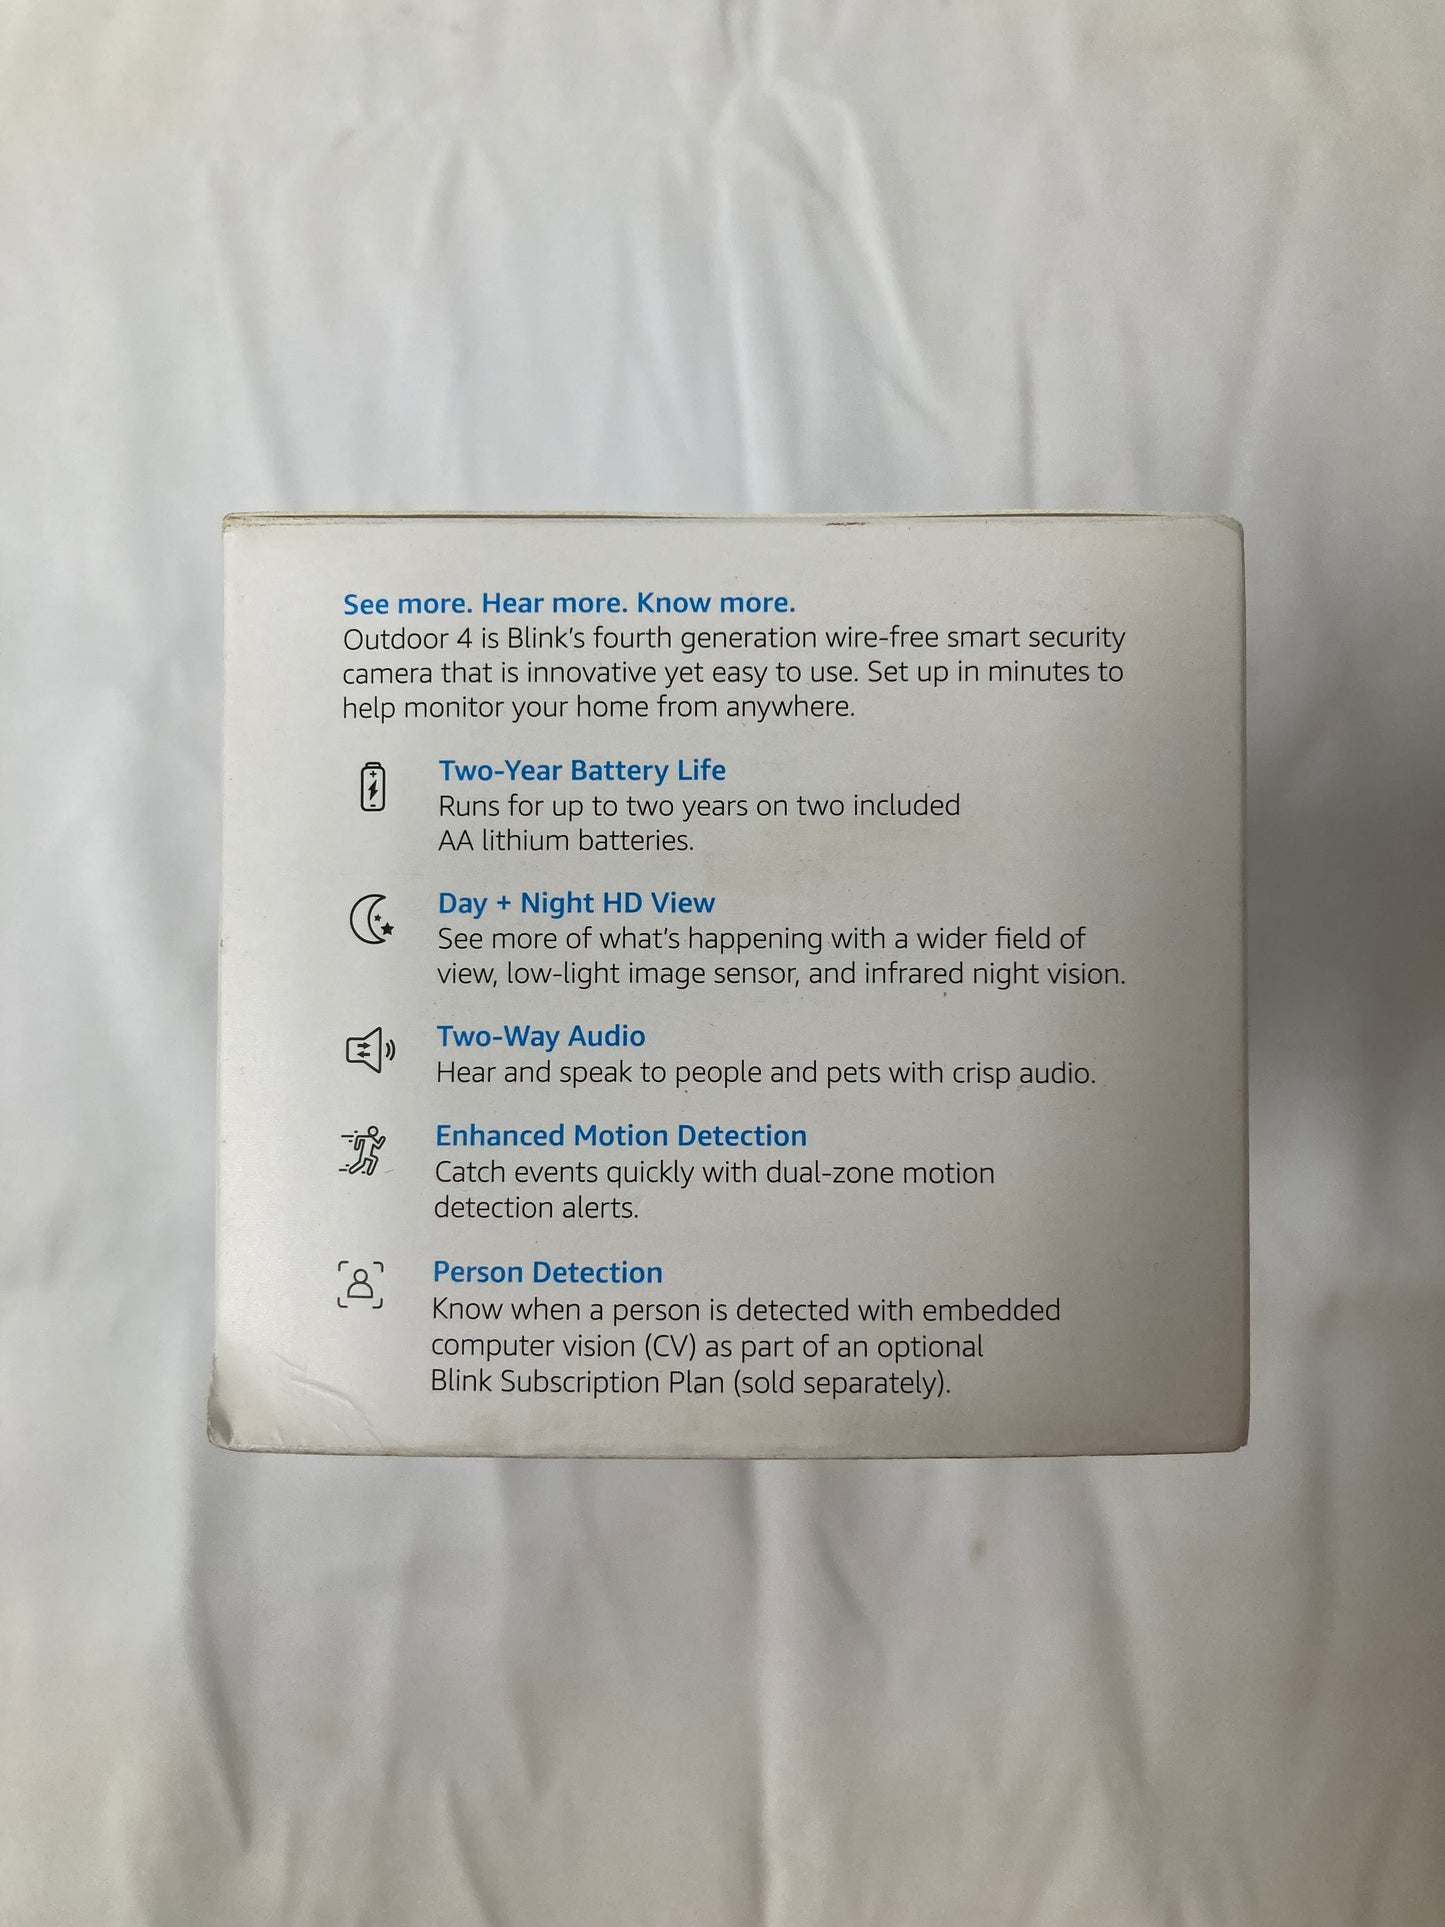 See more. Hear more. Know more.
Outdoor 4 is Blink's fourth generation wire-free smart security
camera that is innovative yet easy to use. Set up in minutes to
help monitor your home from anywhere.
Two-Year Battery Life
Runs for up to two years on two included
AA lithium batteries.
Day + Night HD View
See more of what's happening with a wider field of
view, low-light image sensor, and infrared night vision.
Two-Way Audio
Hear and speak to people and pets with crisp audio.
Enhanced Motion Detection
Catch events quickly with dual-zone motion
detection alerts.
Person Detection
Know when a person is detected with embedded
computer vision (CV) as part of an optional
Blink Subscription Plan (sold separately).